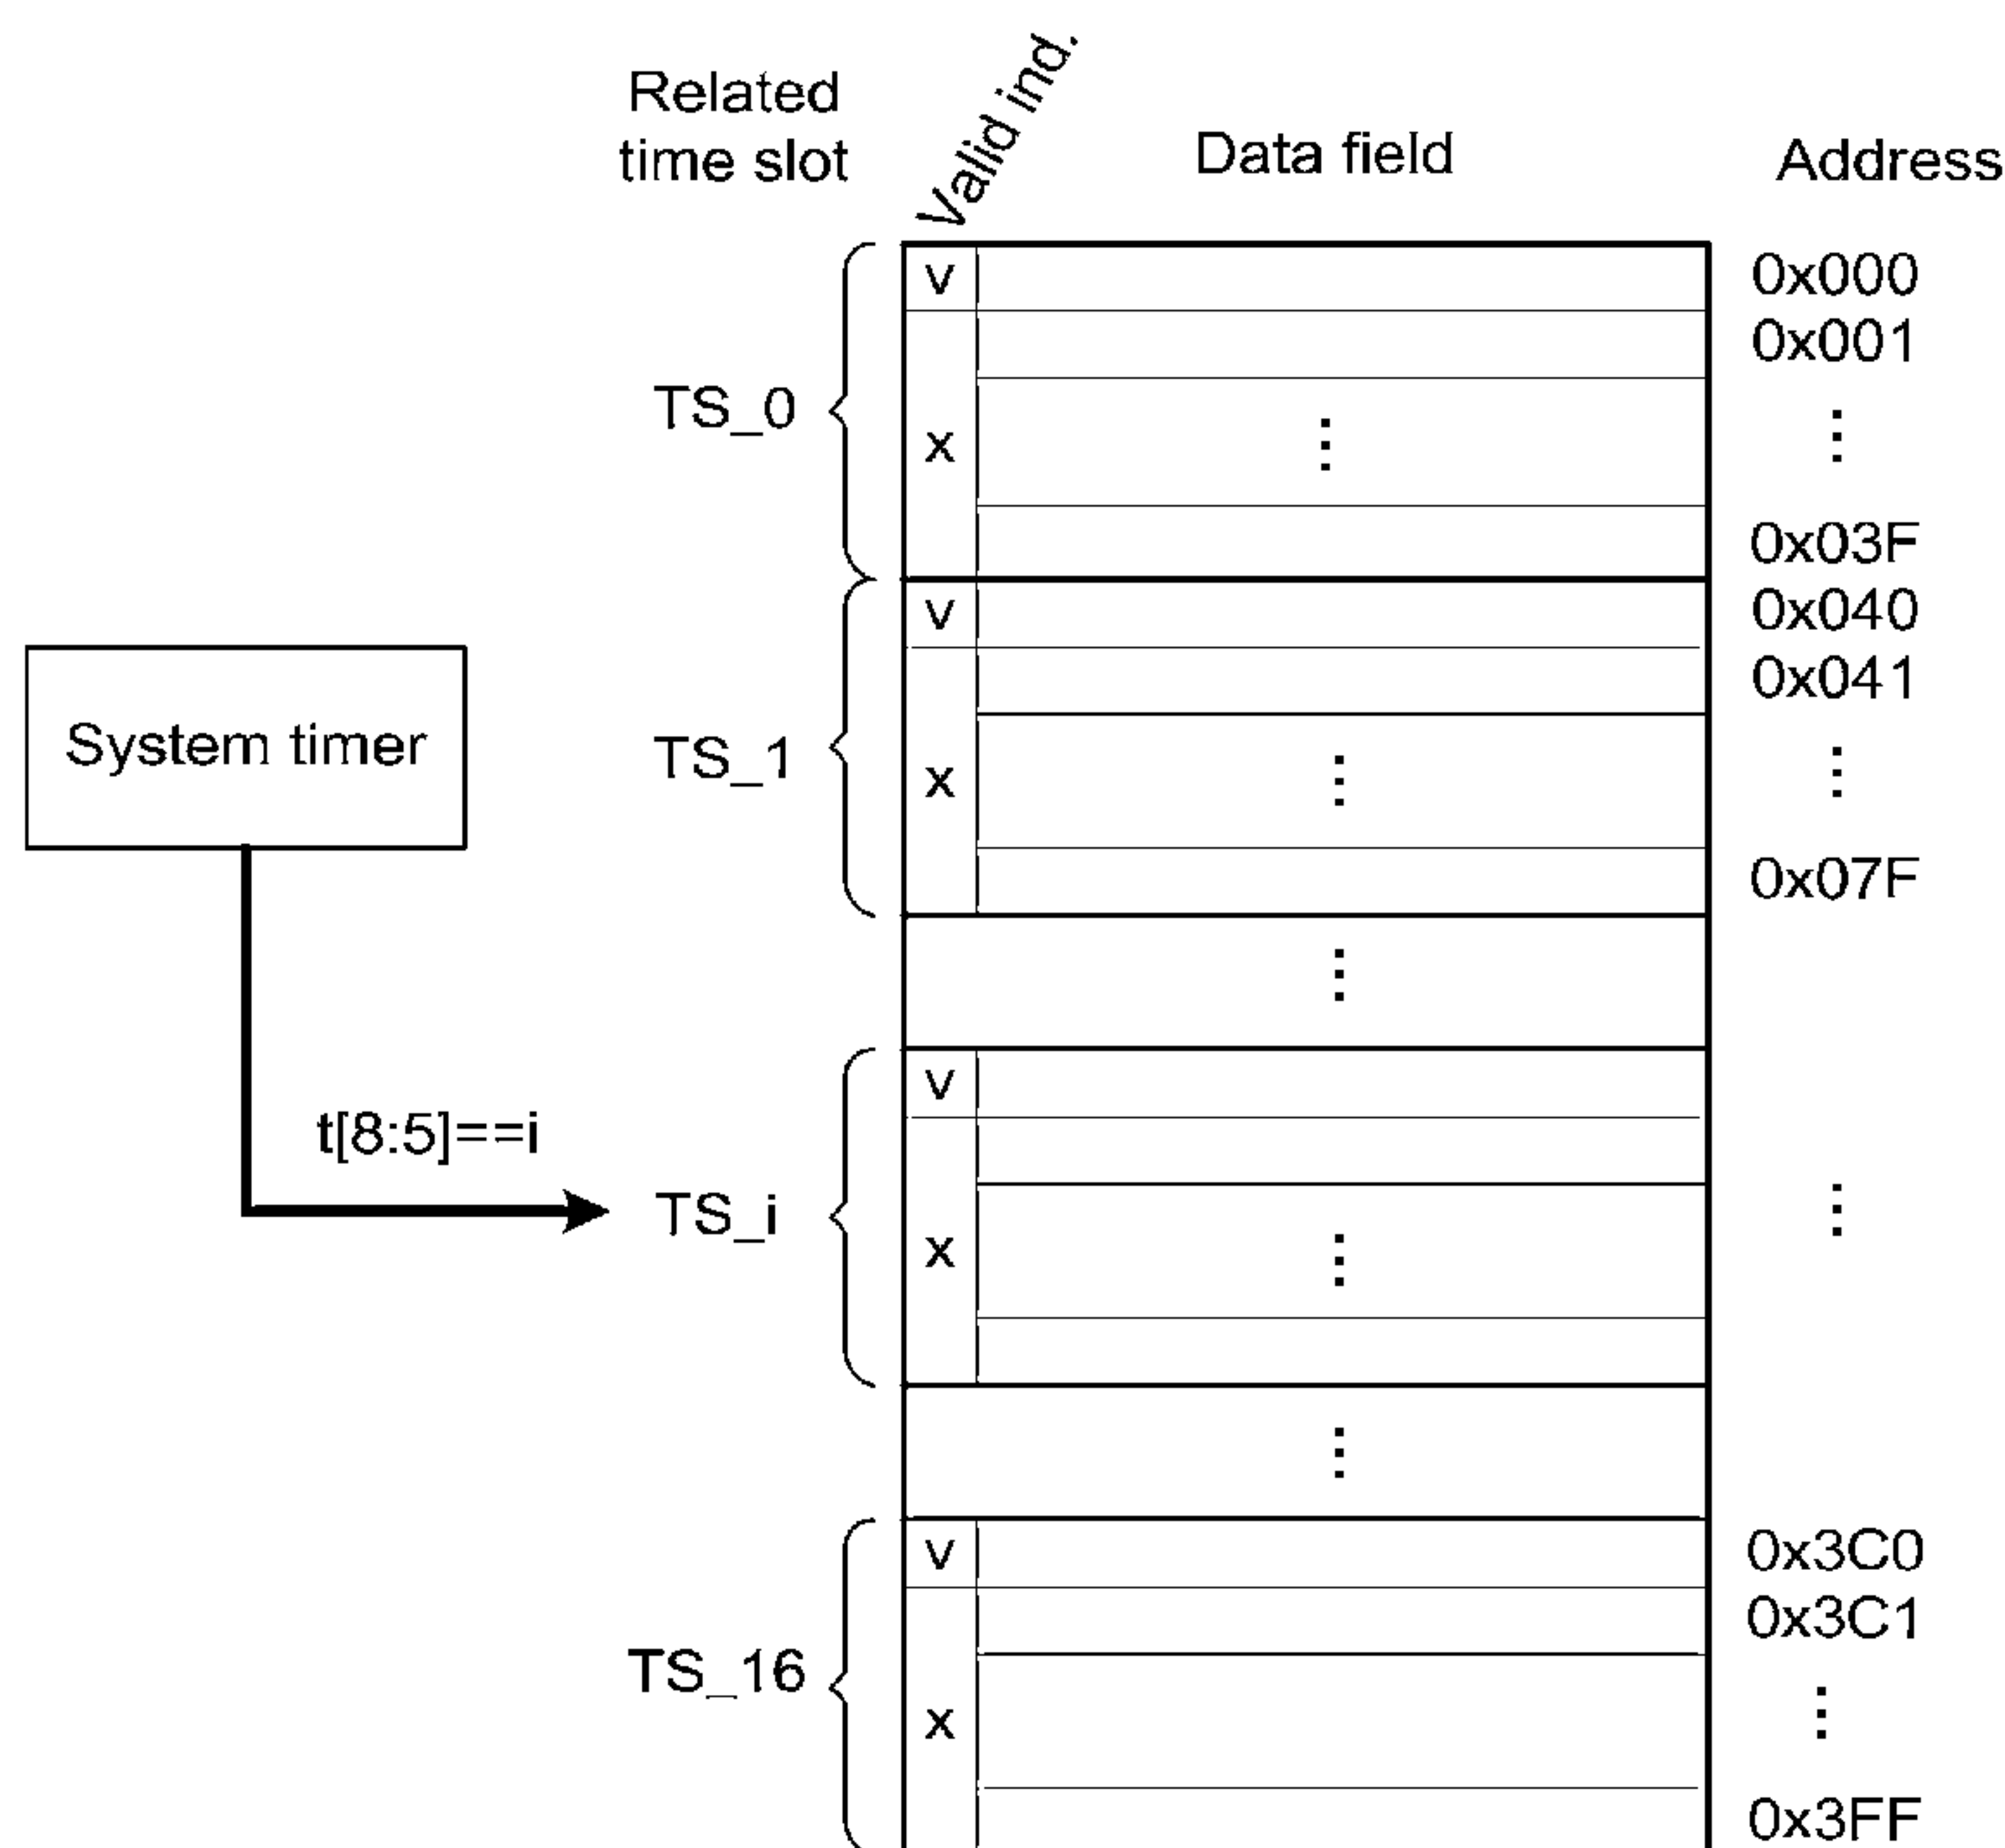 Related
time slot
Valid ind.
Data field
Address
v
0x000
0x001
TS_0
x
⋮
⋮
0x03F
v
0x040
0x041
System timer
TS_1
x
⋮
⋮
0x07F
⋮
v
t[8:5]==i
TS_i
x
⋮
⋮
⋮
v
0x3C0
0x3C1
TS_16
x
⋮
0x3FF